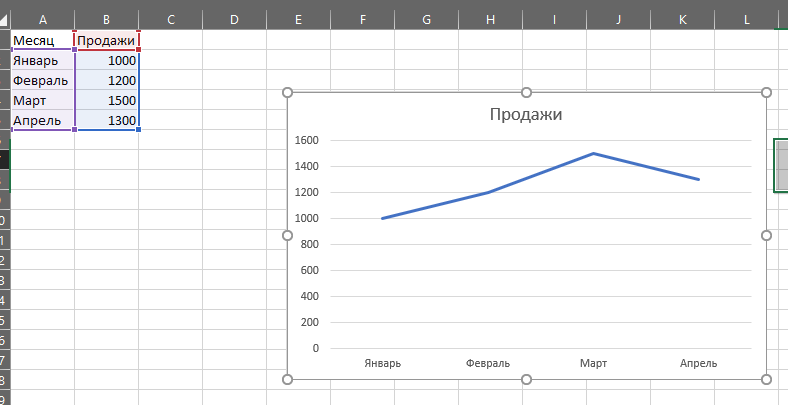 A B C D E F G H I J K L
Месяц Продажи
Январь 1000
Февраль 1200
Март 1500
Апрель 1300
Продажи
1600
1400
1200
1000
800
600
400
200
0
Январь Февраль Март Апрель